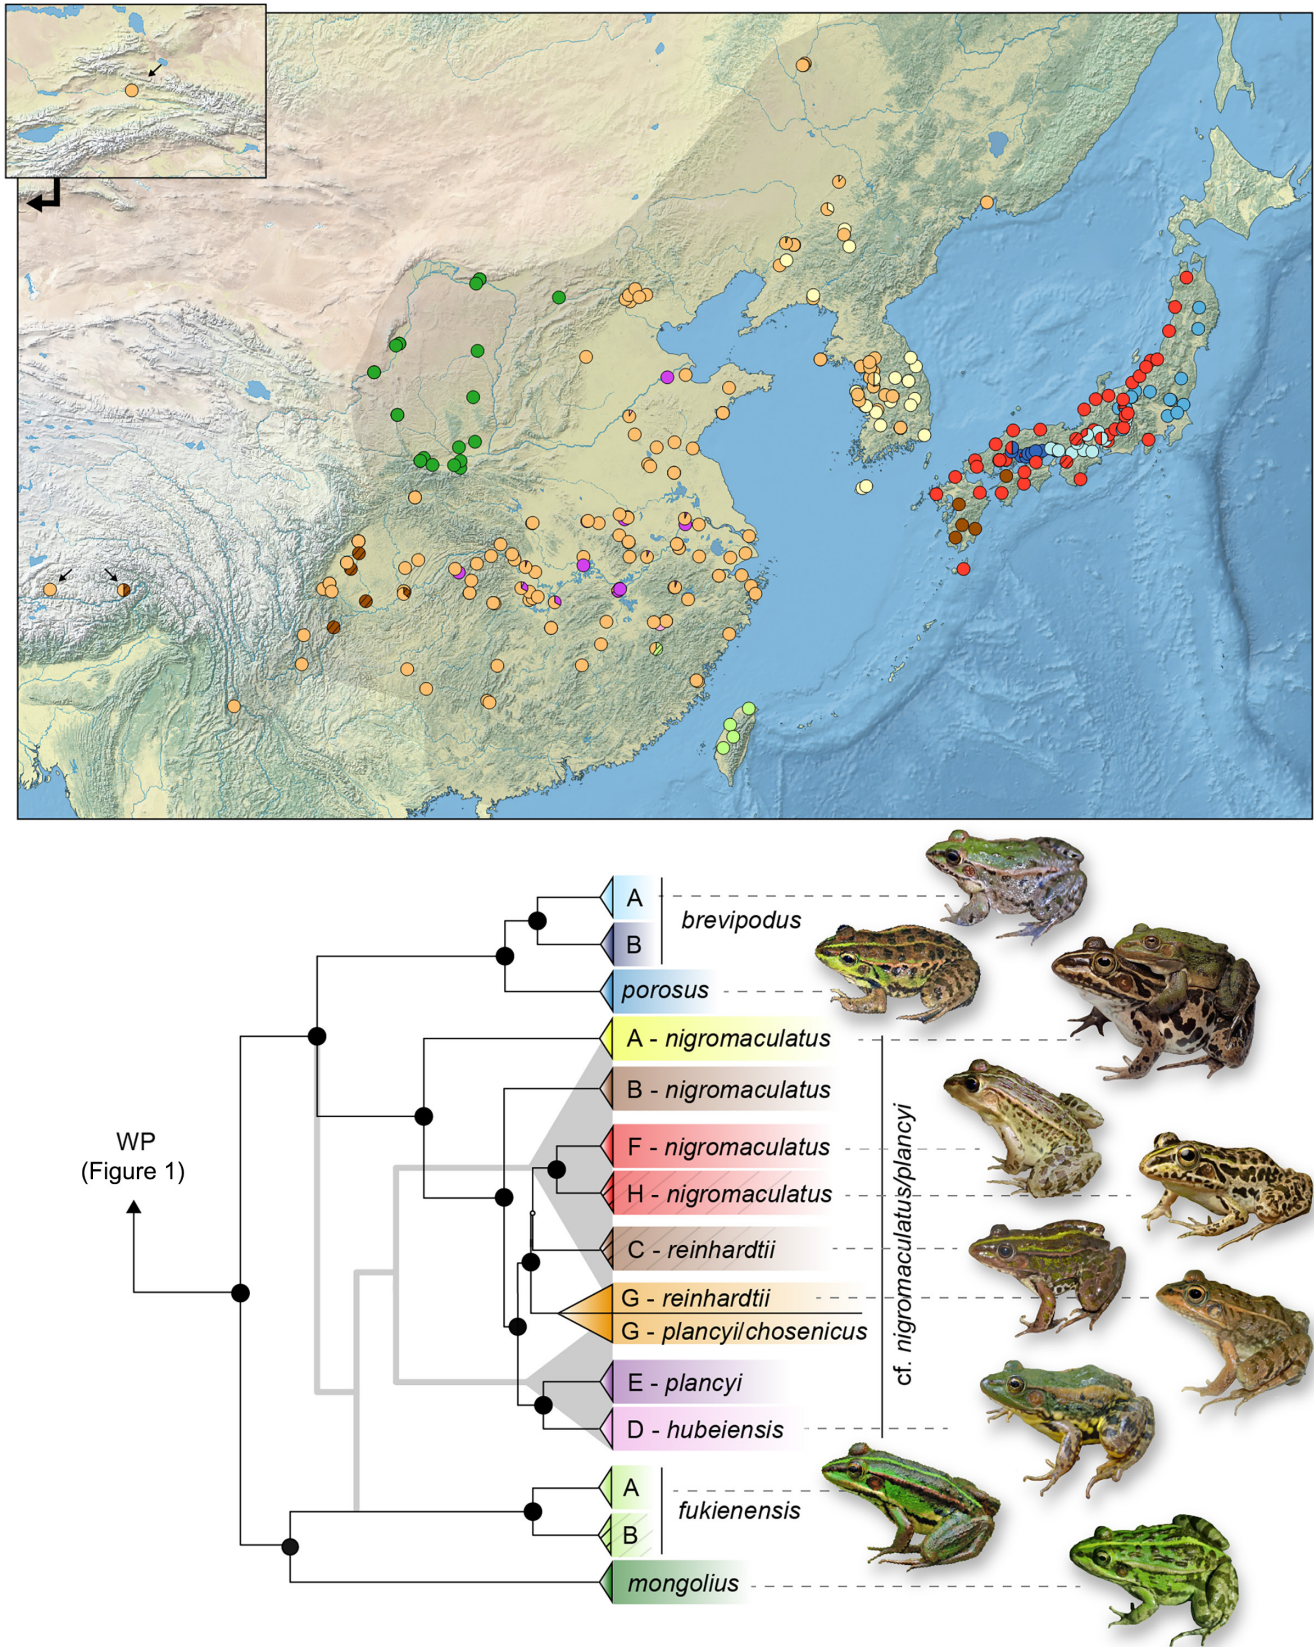 A
brevipodus
B
porosus
A - nigromaculatus
B - nigromaculatus
F - nigromaculatus
H - nigromaculatus
C - reinhardtii
G - reinhardtii
G - plancyi/chosenicus
E - plancyi
D - hubeiensis
cf. nigromaculatus/plancyi
A
fukienensis
B
mongolius
WP
(Figure 1)